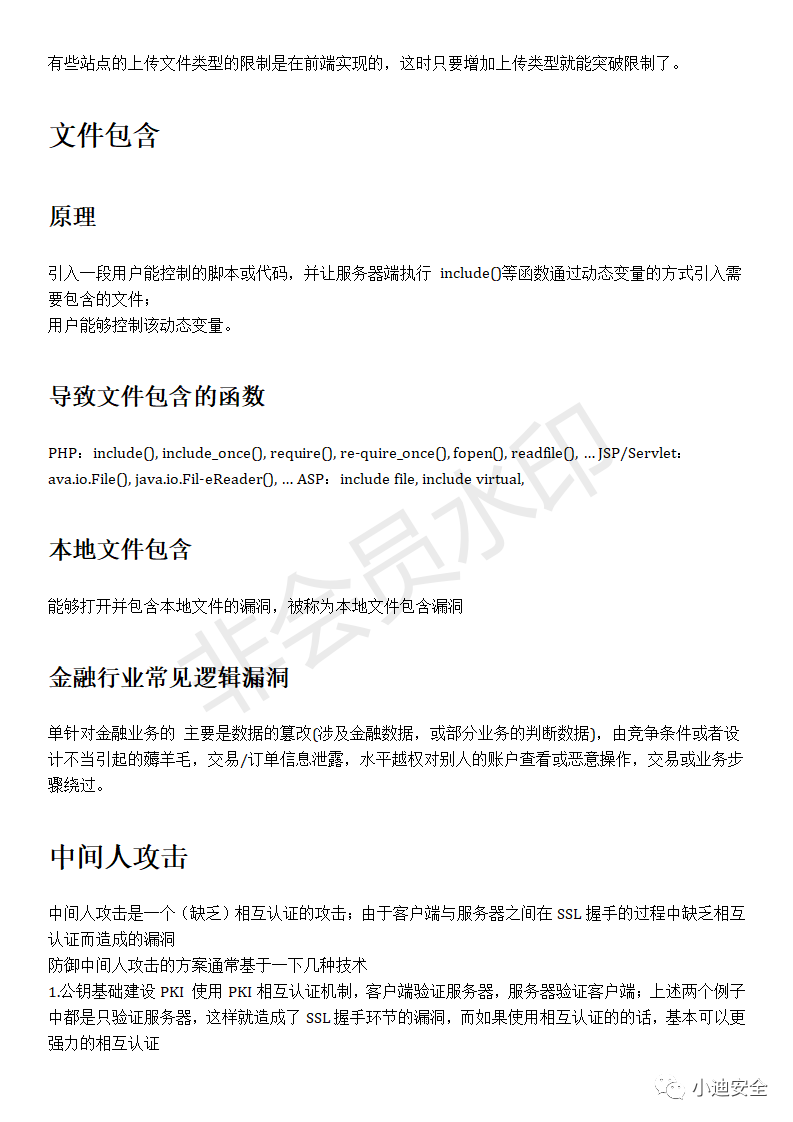 有些站点的上传文件类型的限制是在前端实现的，这时只要增加上传类型就能突破限制了。
文件包含
原理
引入一段用户能控制的脚本或代码，并让服务器端执行 include()等函数通过动态变量的方式引入需
要包含的文件；
用户能够控制该动态变量。
导致文件包含的函数
PHP：include(), include_once(), require(), re-quire_once(), fopen(), readfile(), … JSP/Servlet：
ava.io.File(), java.io.Fil-eReader(), … ASP：include file, include virtual,
本地文件包含
能够打开并包含本地文件的漏洞，被称为本地文件包含漏洞
金融行业常见逻辑漏洞
单针对金融业务的 主要是数据的篡改(涉及金融数据，或部分业务的判断数据)，由竞争条件或者设
计不当引起的薅羊毛，交易/订单信息泄露，水平越权对别人的账户查看或恶意操作，交易或业务步
骤绕过。
中间人攻击
中间人攻击是一个（缺乏）相互认证的攻击；由于客户端与服务器之间在 SSL 握手的过程中缺乏相互
认证而造成的漏洞
防御中间人攻击的方案通常基于一下几种技术
1.公钥基础建设 PKI 使用 PKI 相互认证机制，客户端验证服务器，服务器验证客户端；上述两个例子
中都是只验证服务器，这样就造成了 SSL 握手环节的漏洞，而如果使用相互认证的的话，基本可以更
强力的相互认证
非会员水印
小迪安全